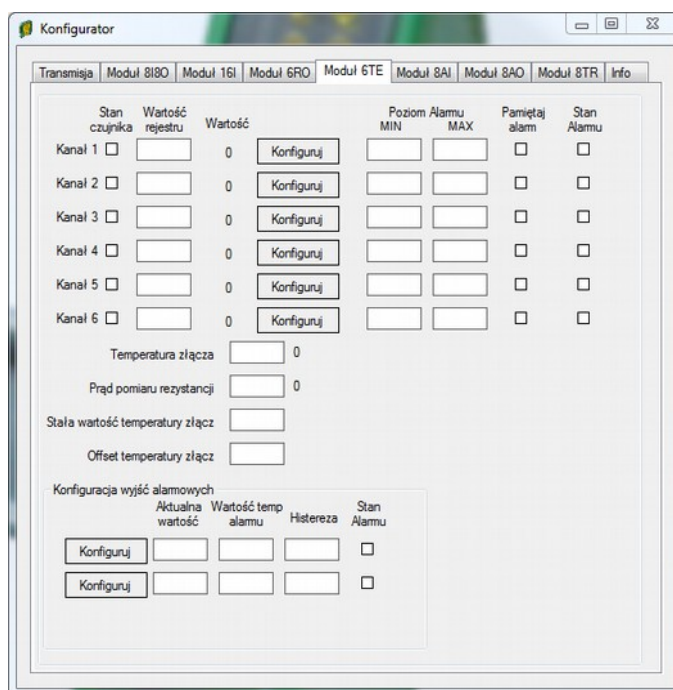 Konfigurator
Transmisja Moduł 8I8O Moduł 16I Moduł 6RO Moduł 6TE Moduł 8AI Moduł 8AO Moduł 8TR Info
Stan czujnika Wartość rejestru Wartość Poziom Alarmu MIN MAX Pamiętaj alarm Stan Alarmu
Kanał 1 0 Konfiguruj
Kanał 2 0 Konfiguruj
Kanał 3 0 Konfiguruj
Kanał 4 0 Konfiguruj
Kanał 5 0 Konfiguruj
Kanał 6 0 Konfiguruj
Temperatura złącza 0
Prąd pomiaru rezystancji 0
Stała wartość temperatury złącz
Offset temperatury złącz
Konfiguracja wyjść alarmowych
Aktualna wartość Wartość temp alarmu Histereza Stan Alarmu
Konfiguruj
Konfiguruj